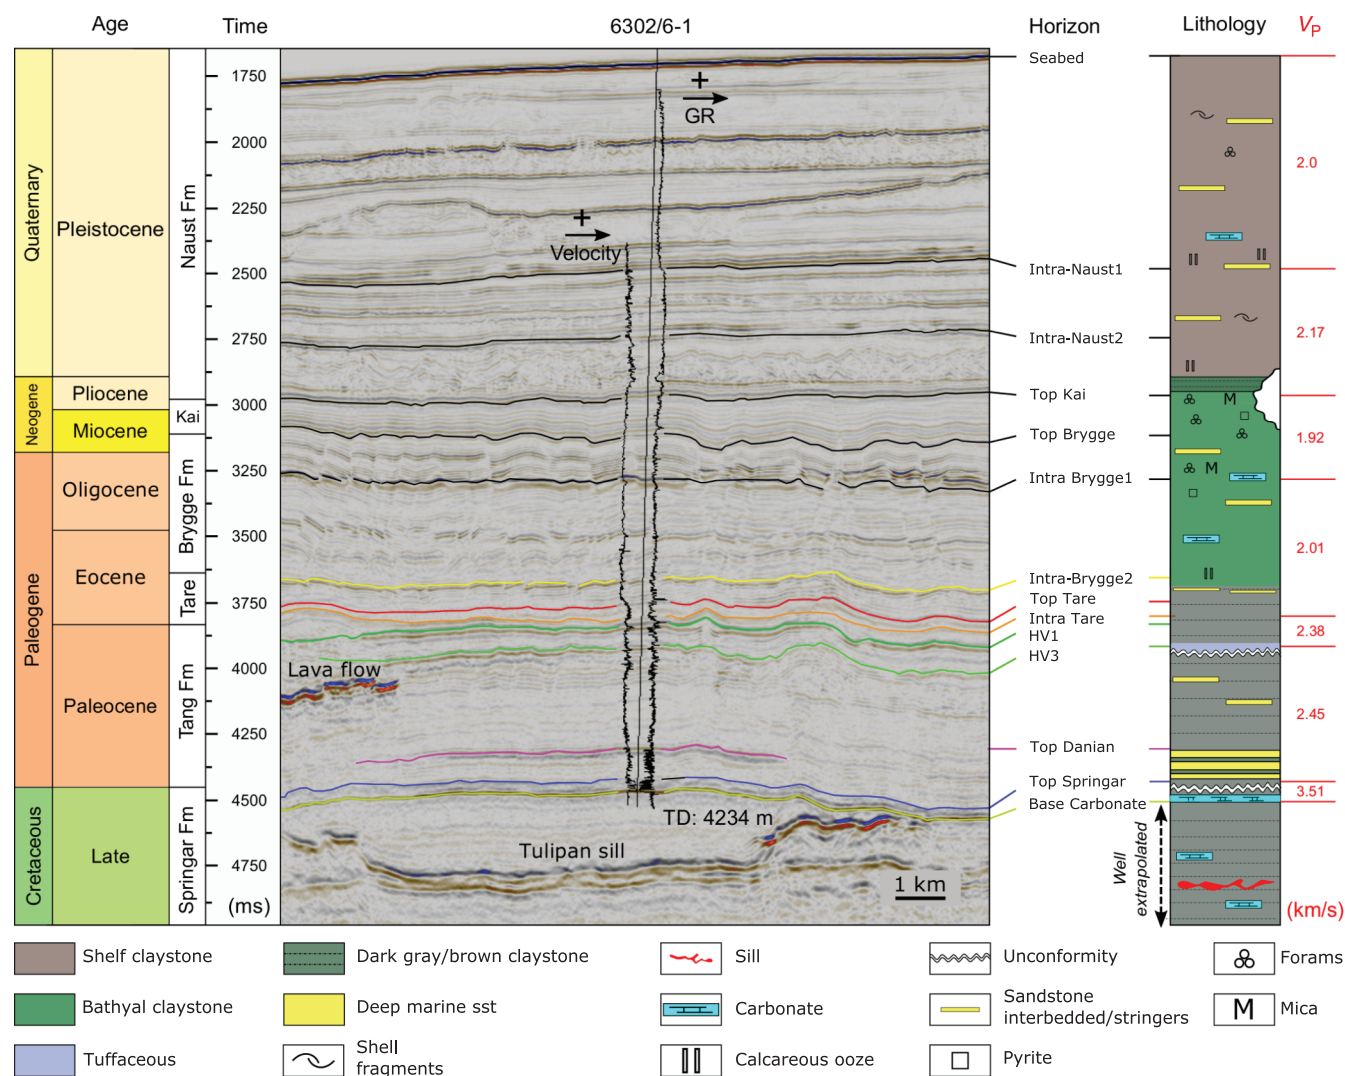 Age
Time
6302/6-1
Horizon
Lithology
VP
Quaternary
Neogene
Paleogene
Cretaceous
Pleistocene
Pliocene
Miocene
Oligocene
Eocene
Paleocene
Late
Naust Fm
Kai
Brygge Fm
Tare
Tang Fm
Springar Fm
1750
2000
2250
2500
2750
3000
3250
3500
3750
4000
4250
4500
4750
(ms)
+
GR
+
Velocity
Lava flow
TD: 4234 m
Tulipan sill
1 km
Seabed
Intra-Naust1
Intra-Naust2
Top Kai
Top Brygge
Intra Brygge1
Intra-Brygge2
Top Tare
Intra Tare
HV1
HV3
Top Danian
Top Springar
Base Carbonate
Well
extrapolated
M
M
2.0
2.17
1.92
2.01
2.38
2.45
3.51
(km/s)
Shelf claystone
Dark gray/brown claystone
Sill
Unconformity
Forams
Bathyal claystone
Deep marine sst
Carbonate
Sandstone
interbedded/stringers
M
Mica
Tuffaceous
Shell
fragments
Calcareous ooze
Pyrite